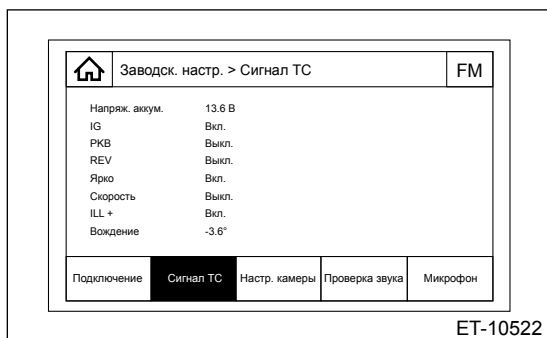 Заводск. настр. > Сигнал ТС FM
Напряж. аккум. 13.6 В
IG Вкл.
PKB Выкл.
REV Выкл.
Ярко Вкл.
Скорость Выкл.
ILL + Вкл.
Вождение -3.6°
Подключение Сигнал ТС Настр. камеры Проверка звука Микрофон
ET-10522